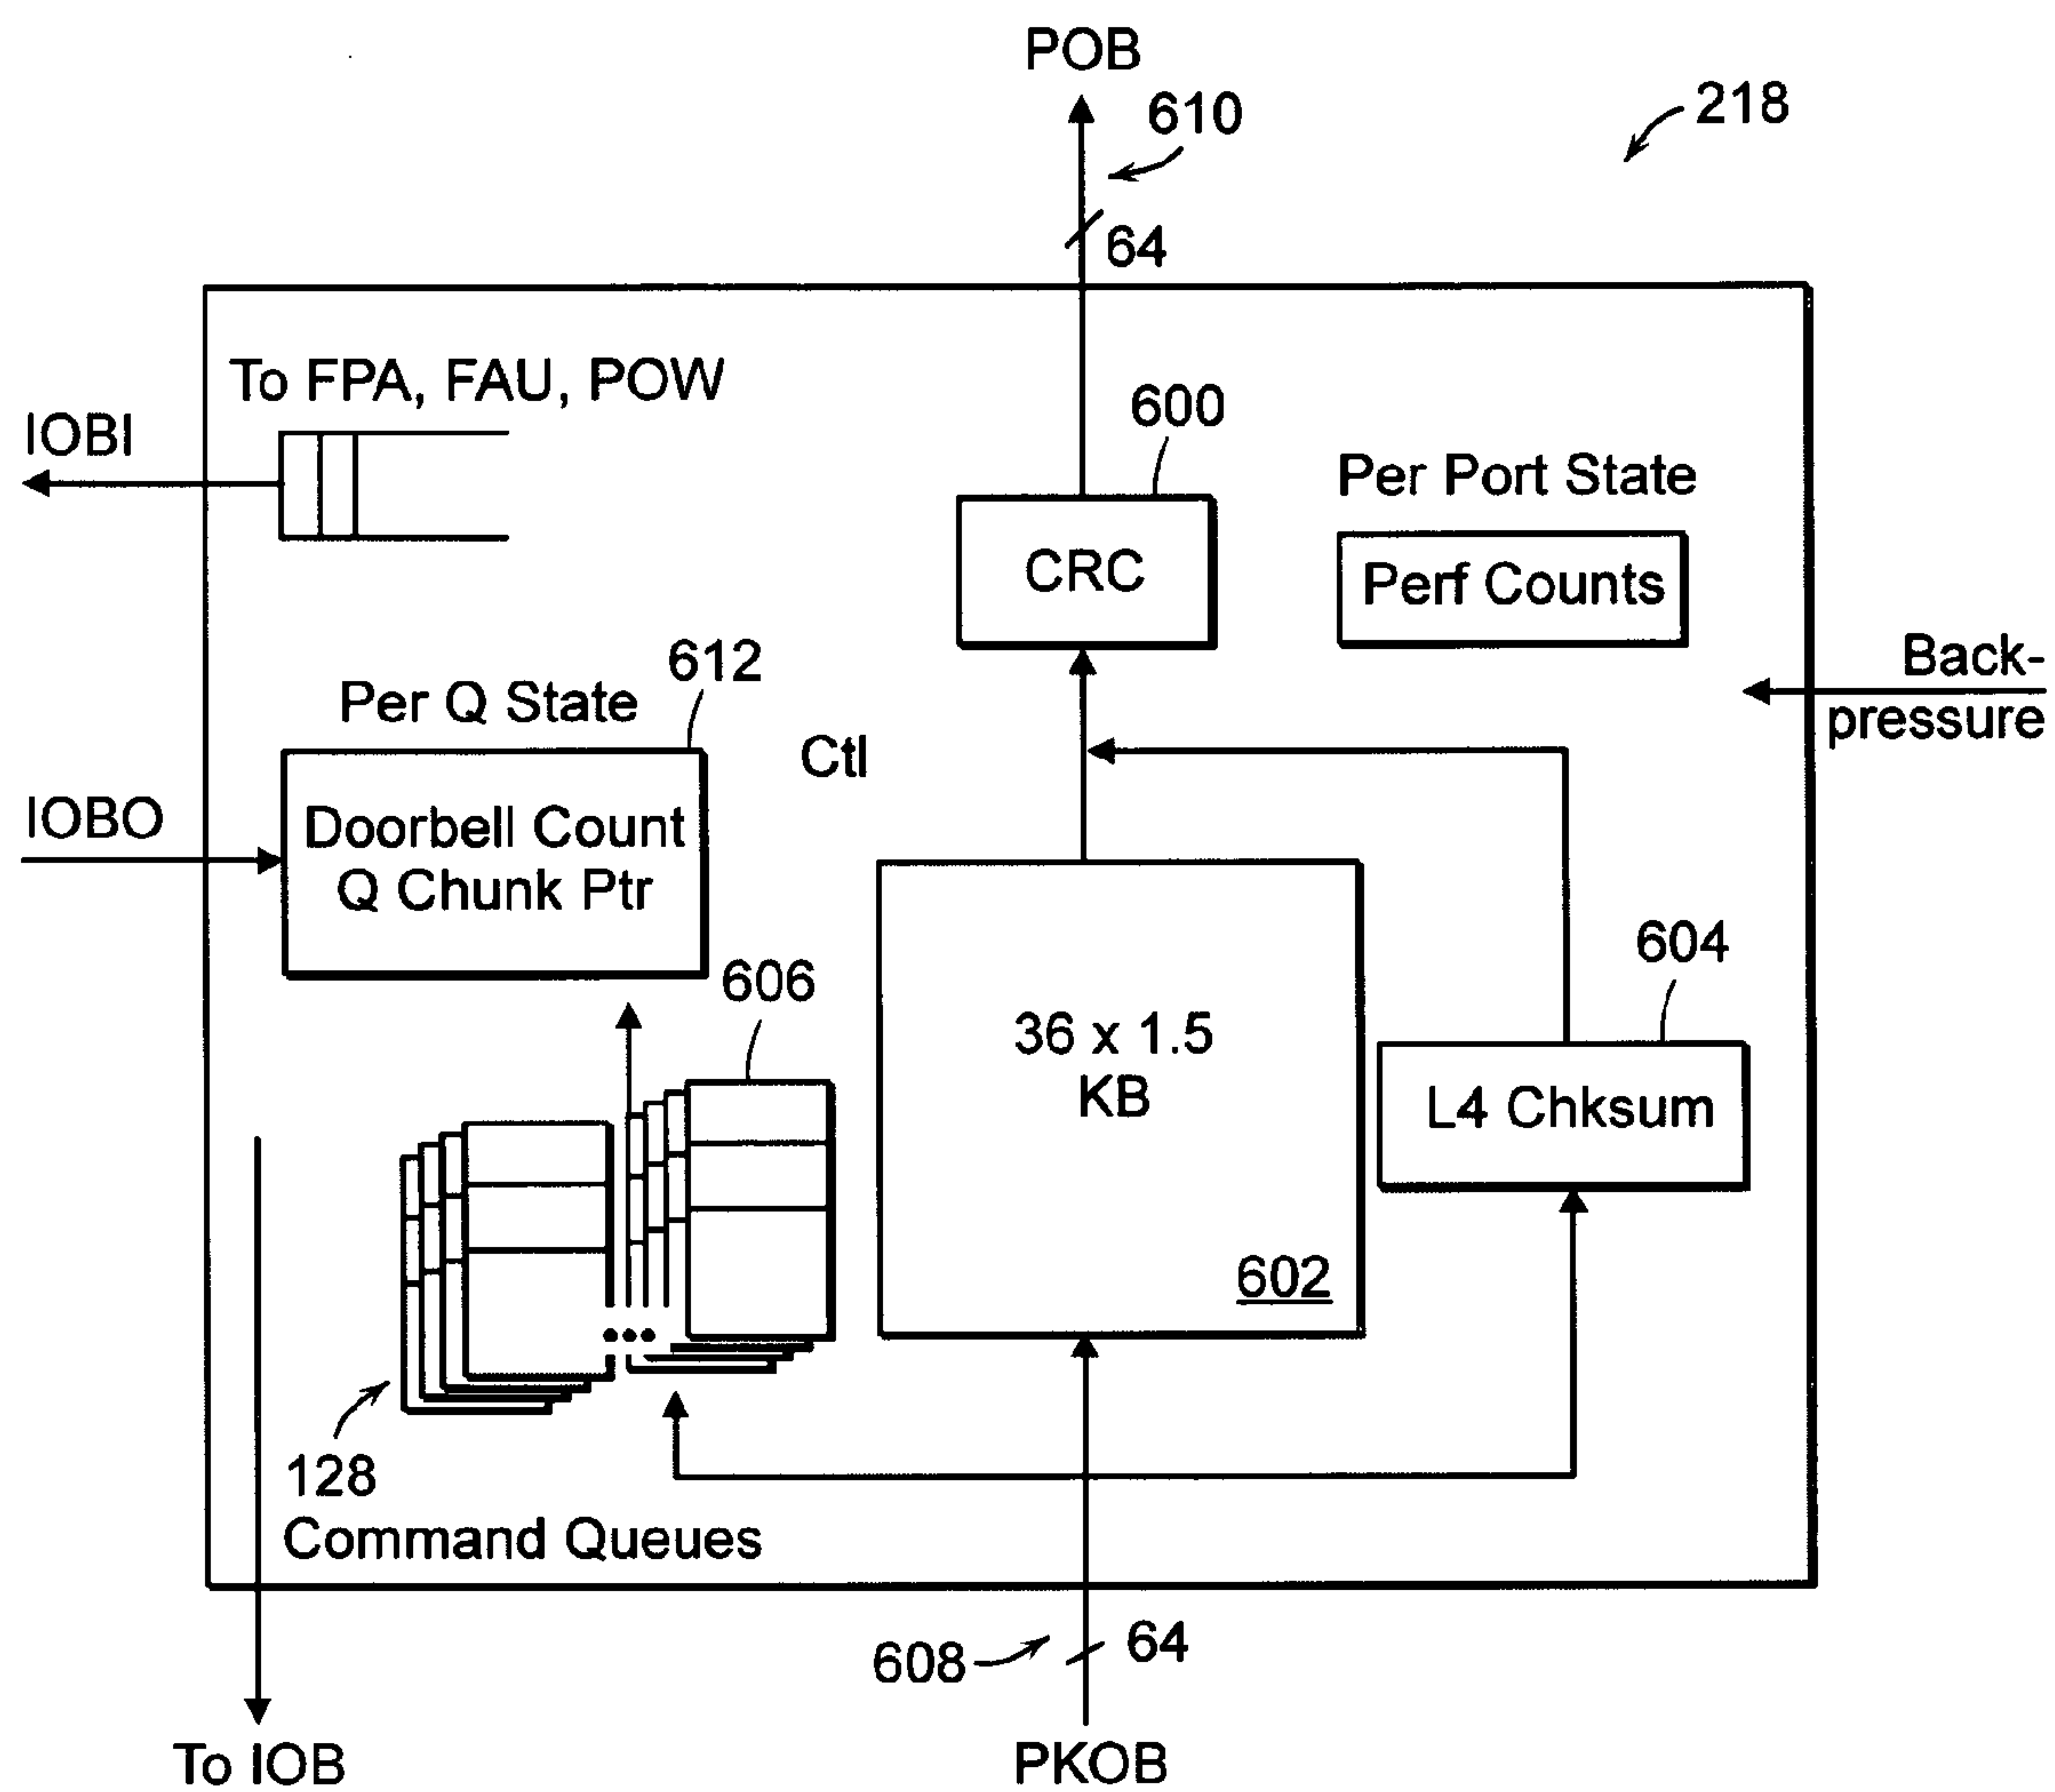 POB
610
218
64
To FPA, FAU, POW
IOBI
600
Per Port State
CRC
Perf Counts
612
Back-
pressure
Per Q State
Ctl
IOBO
Doorbell Count
Q Chunk Ptr
604
606
36 x 1.5
KB
L4 Chksum
602
128
Command Queues
608
64
To IOB
PKOB